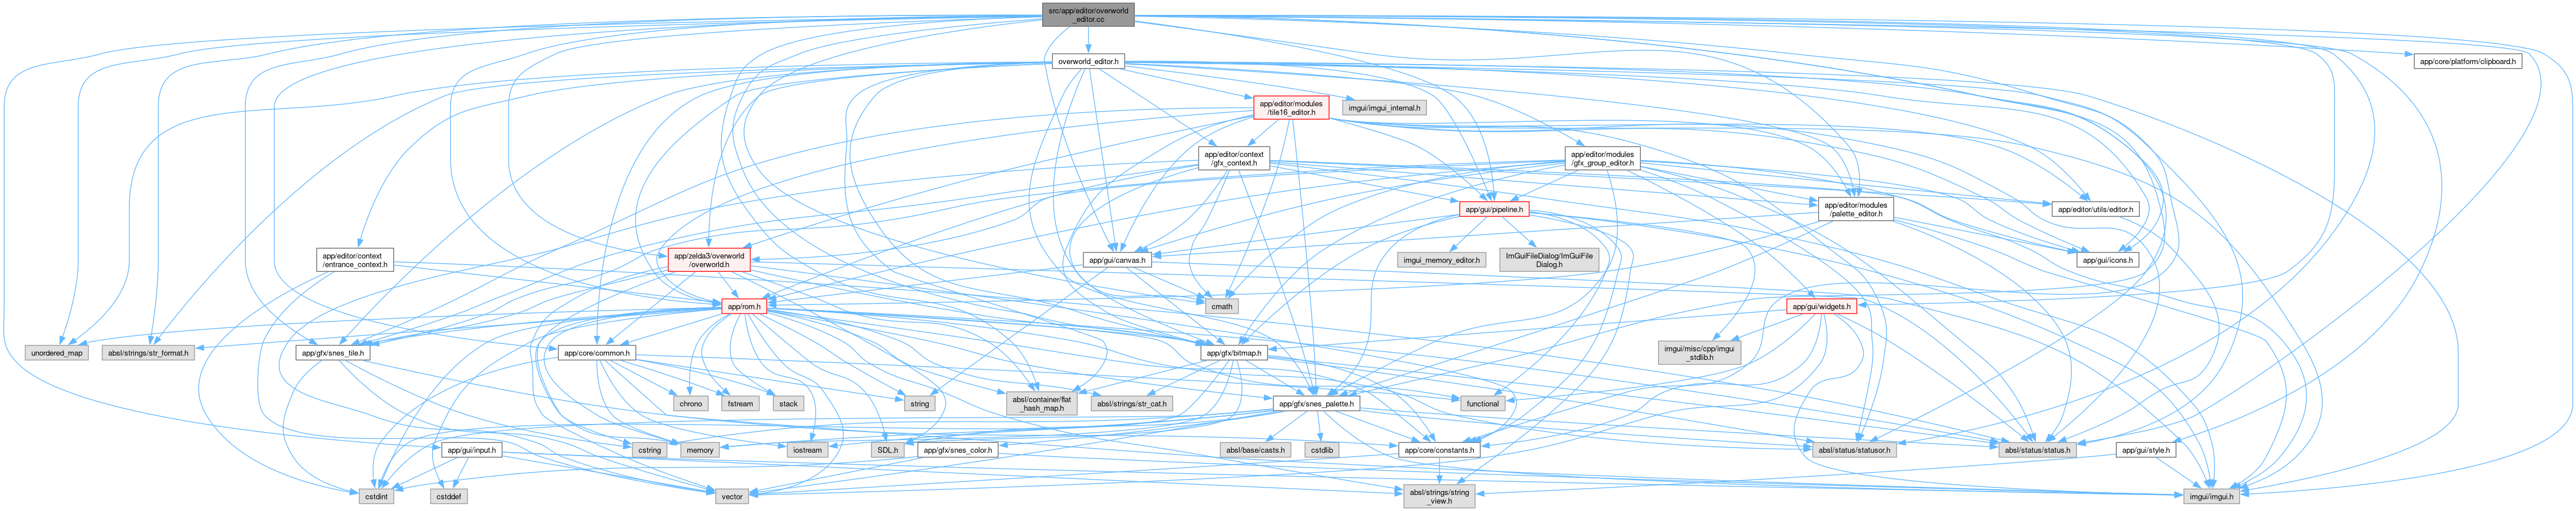 src/app/editor/overworld
_editor.cc
overworld_editor.h
app/core/platform/clipboard.h
app/editor/modules
/tile16_editor.h
imgui/imgui_internal.h
app/editor/context
/gfx_context.h
app/editor/modules
/gfx_group_editor.h
app/gui/pipeline.h
app/editor/modules
/palette_editor.h
app/editor/utils/editor.h
app/editor/context
/entrance_context.h
app/zelda3/overworld
/overworld.h
app/gui/canvas.h
imgui_memory_editor.h
ImGuiFileDialog/ImGuiFile
Dialog.h
app/gui/icons.h
app/rom.h
cmath
app/gui/widgets.h
unordered_map
absl/strings/str_format.h
app/gfx/snes_tile.h
app/core/common.h
app/gfx/bitmap.h
imgui/misc/cpp/imgui
_stdlib.h
chrono
fstream
stack
string
absl/container/flat
_hash_map.h
absl/strings/str_cat.h
app/gfx/snes_palette.h
functional
app/gui/input.h
cstring
memory
iostream
SDL.h
app/gfx/snes_color.h
absl/base/casts.h
cstdlib
app/core/constants.h
absl/status/statusor.h
absl/status/status.h
app/gui/style.h
cstdint
cstddef
vector
absl/strings/string
_view.h
imgui/imgui.h